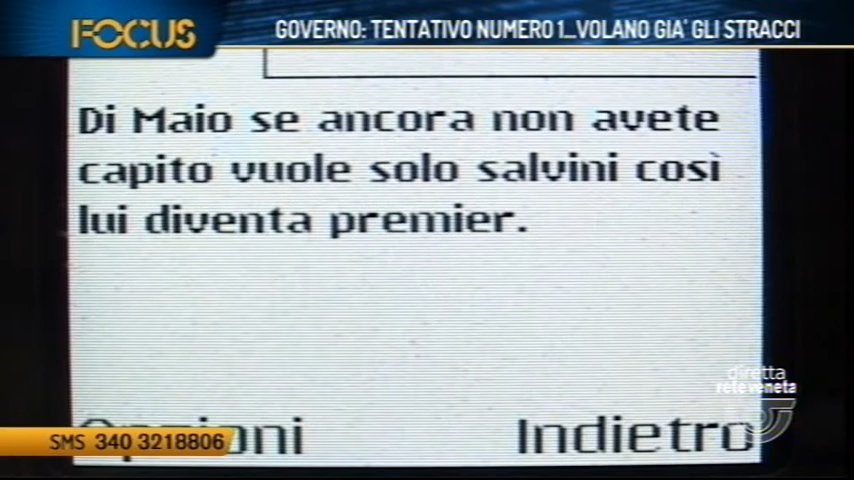 FOCUS
GOVERNO: TENTATIVO NUMERO 1...VOLANO GIA' GLI STRACCI
Di Maio se ancora non avete
capito vuole solo salvini così
lui diventa premier.
diretta
reteveneta
Opzioni Indietro
SMS 340 3218806